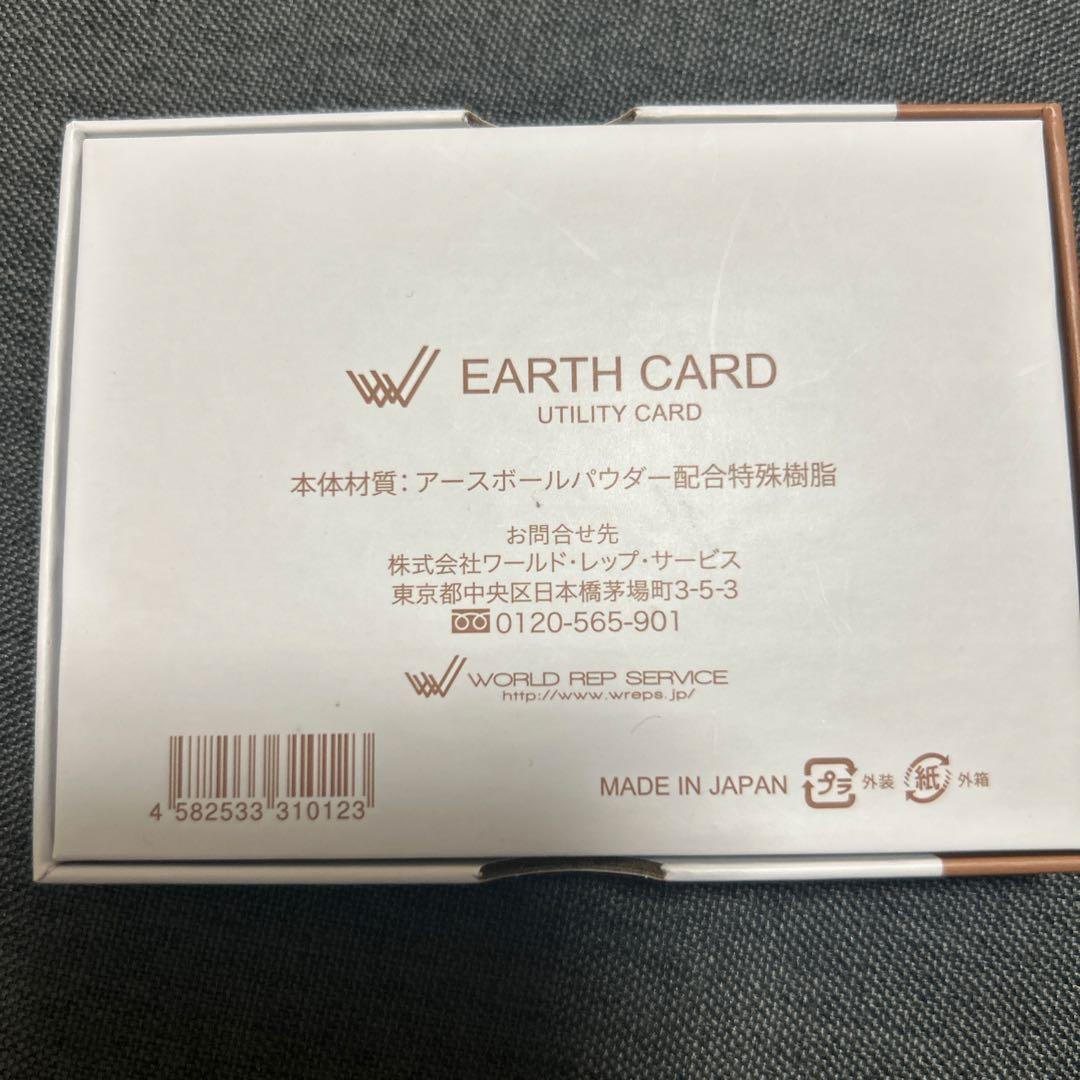 EARTH CARD
UTILITY CARD
本体材質：アースボールパウダー配合特殊樹脂
お問合せ先
株式会社ワールド・レップ・サービス
東京都中央区日本橋茅場町3-5-3
0120-565-901
WORLD REP SERVICE
http://www.wreps.jp/
MADE IN JAPAN プラ 外装 紙 外箱
4 582533 310123